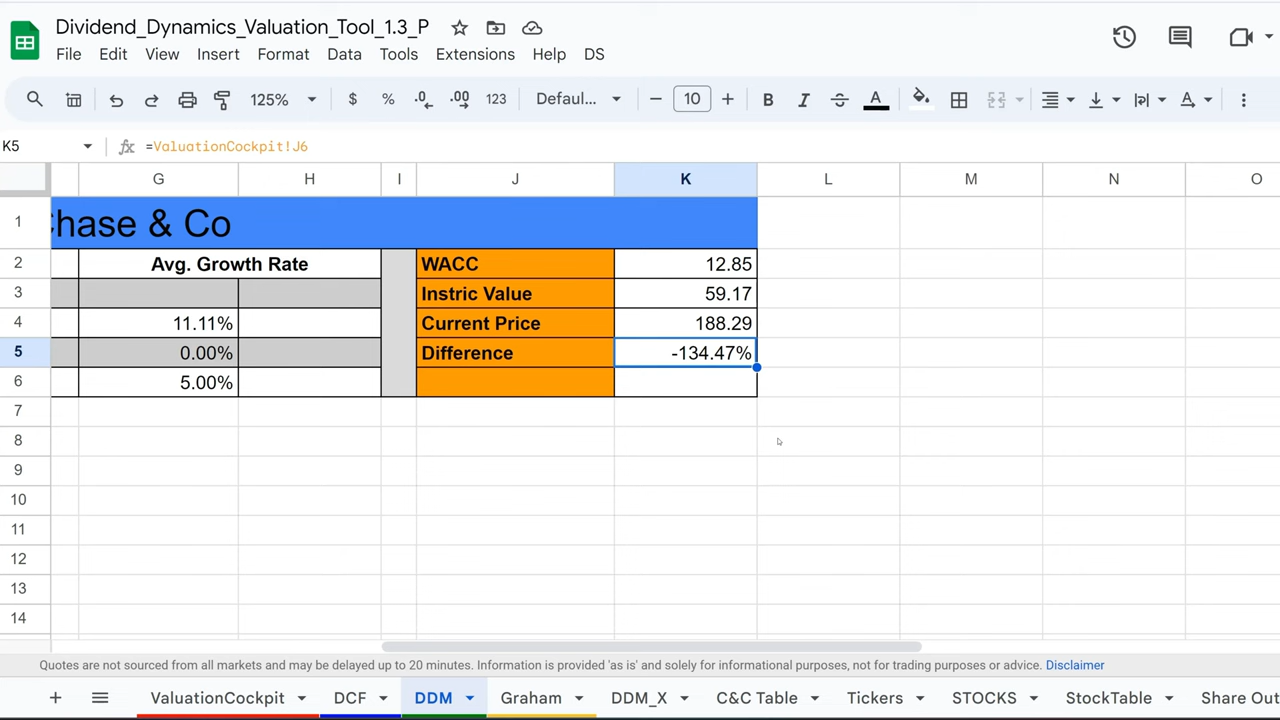 Dividend_Dynamics_Valuation_Tool_1.3_P
File Edit View Insert Format Data Tools Extensions Help DS
125% $ % .0 .00 123 Defaul... − 10 + B I A
K5 fx =ValuationCockpit!J6
G H I J K L M N O
1 Chase & Co
2 Avg. Growth Rate WACC 12.85
3 Instric Value 59.17
4 11.11% Current Price 188.29
5 0.00% Difference -134.47%
6 5.00%
7
8
9
10
11
12
13
14
Quotes are not sourced from all markets and may be delayed up to 20 minutes. Information is provided 'as is' and solely for informational purposes, not for trading purposes or advice. Disclaimer
+ ValuationCockpit DCF DDM Graham DDM_X C&C Table Tickers STOCKS StockTable Share Out